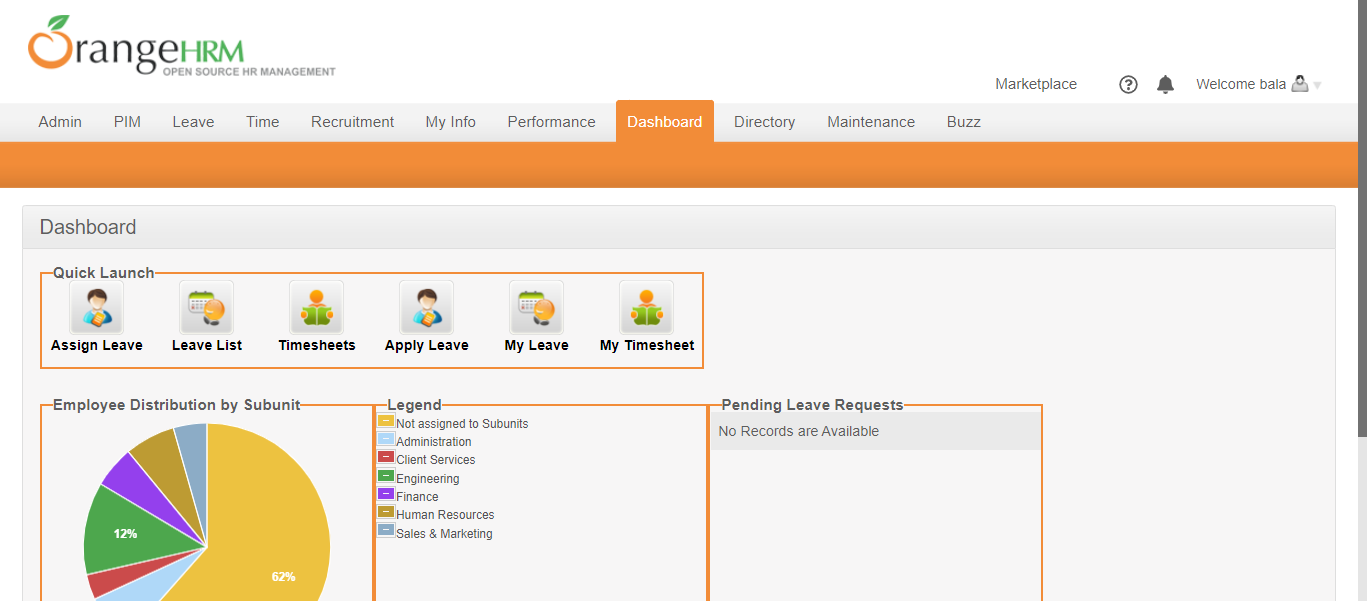 OrangeHRM
OPEN SOURCE HR MANAGEMENT
Marketplace Welcome bala
Admin PIM Leave Time Recruitment My Info Performance Dashboard Directory Maintenance Buzz
Dashboard
Quick Launch
Assign Leave Leave List Timesheets Apply Leave My Leave My Timesheet
Employee Distribution by Subunit
12%
62%
Legend
Not assigned to Subunits
Administration
Client Services
Engineering
Finance
Human Resources
Sales & Marketing
Pending Leave Requests
No Records are Available